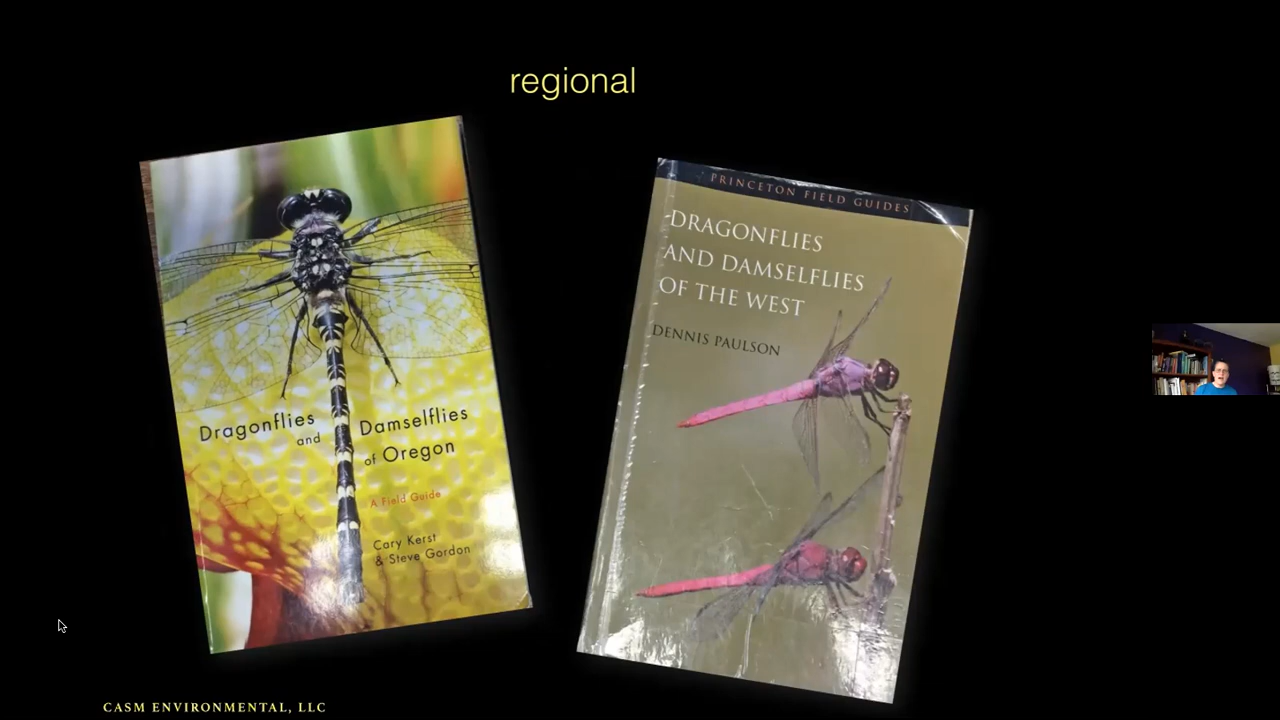 regional
Dragonflies
and
Damselflies
of Oregon
A Field Guide
Cary Kerst
& Steve Gordon
PRINCETON FIELD GUIDES
DRAGONFLIES
AND DAMSELFLIES
OF THE WEST
DENNIS PAULSON
CASM ENVIRONMENTAL, LLC